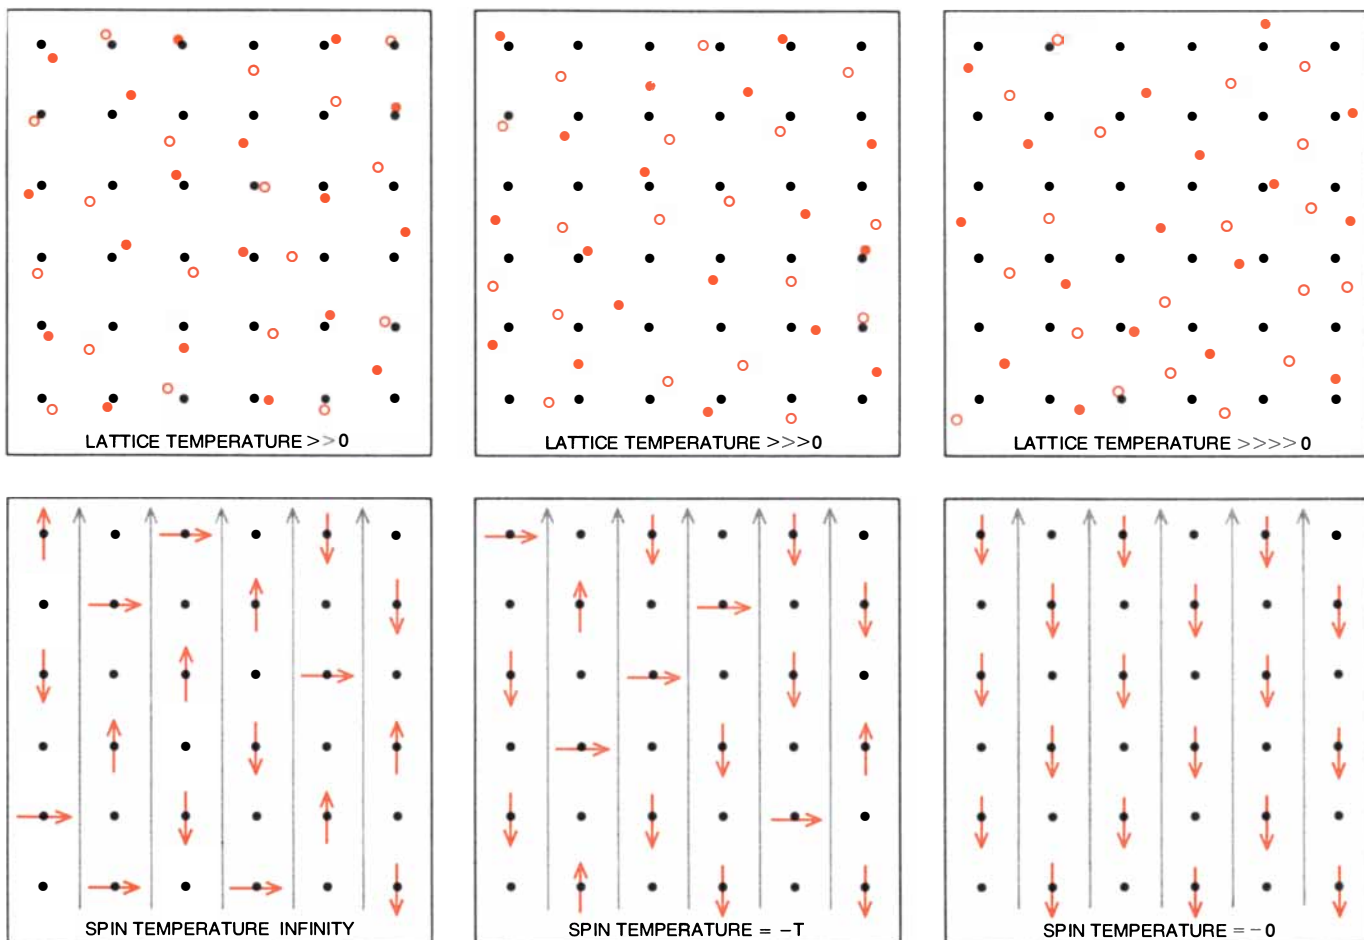 LATTICE TEMPERATURE >>0
LATTICE TEMPERATURE >>>0
LATTICE TEMPERATURE >>>>0
SPIN TEMPERATURE INFINITY
SPIN TEMPERATURE = −T
SPIN TEMPERATURE = −0